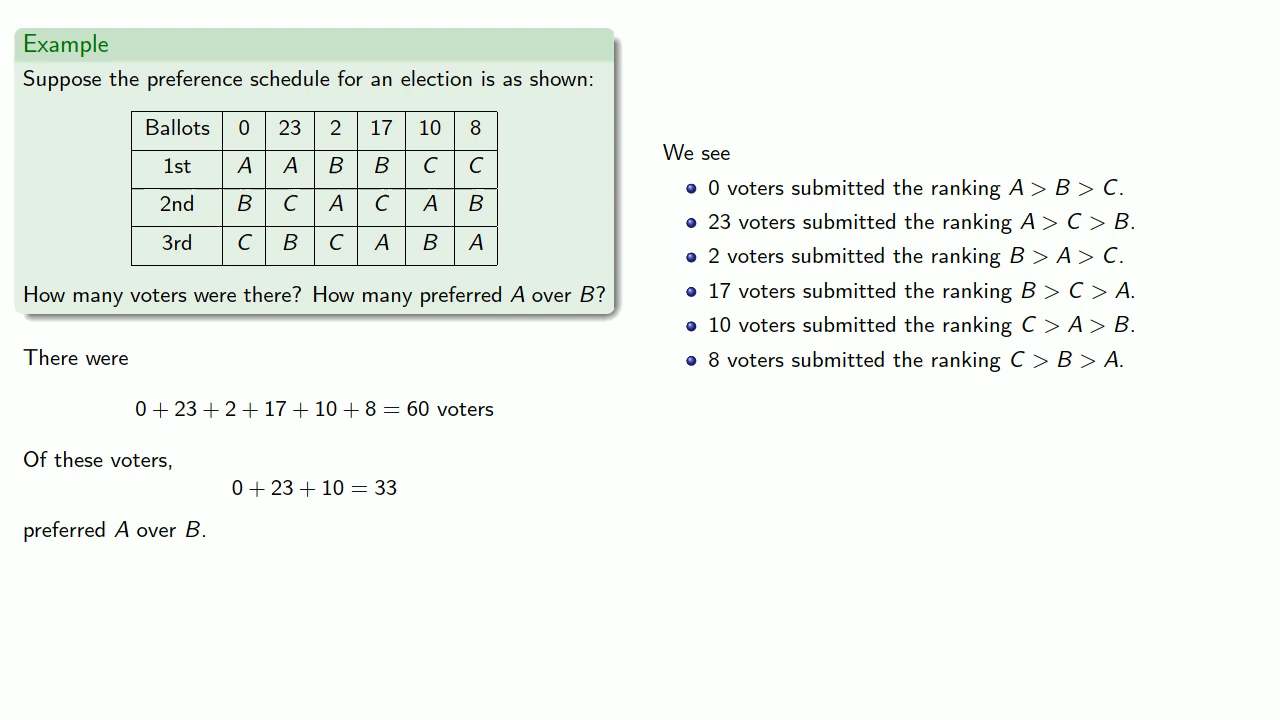 Example
Suppose the preference schedule for an election is as shown:
Ballots 0 23 2 17 10 8
1st A A B B C C
2nd B C A C A B
3rd C B C A B A
How many voters were there? How many preferred A over B?
There were
0 + 23 + 2 + 17 + 10 + 8 = 60 voters
Of these voters,
0 + 23 + 10 = 33
preferred A over B.
We see
0 voters submitted the ranking A > B > C.
23 voters submitted the ranking A > C > B.
2 voters submitted the ranking B > A > C.
17 voters submitted the ranking B > C > A.
10 voters submitted the ranking C > A > B.
8 voters submitted the ranking C > B > A.